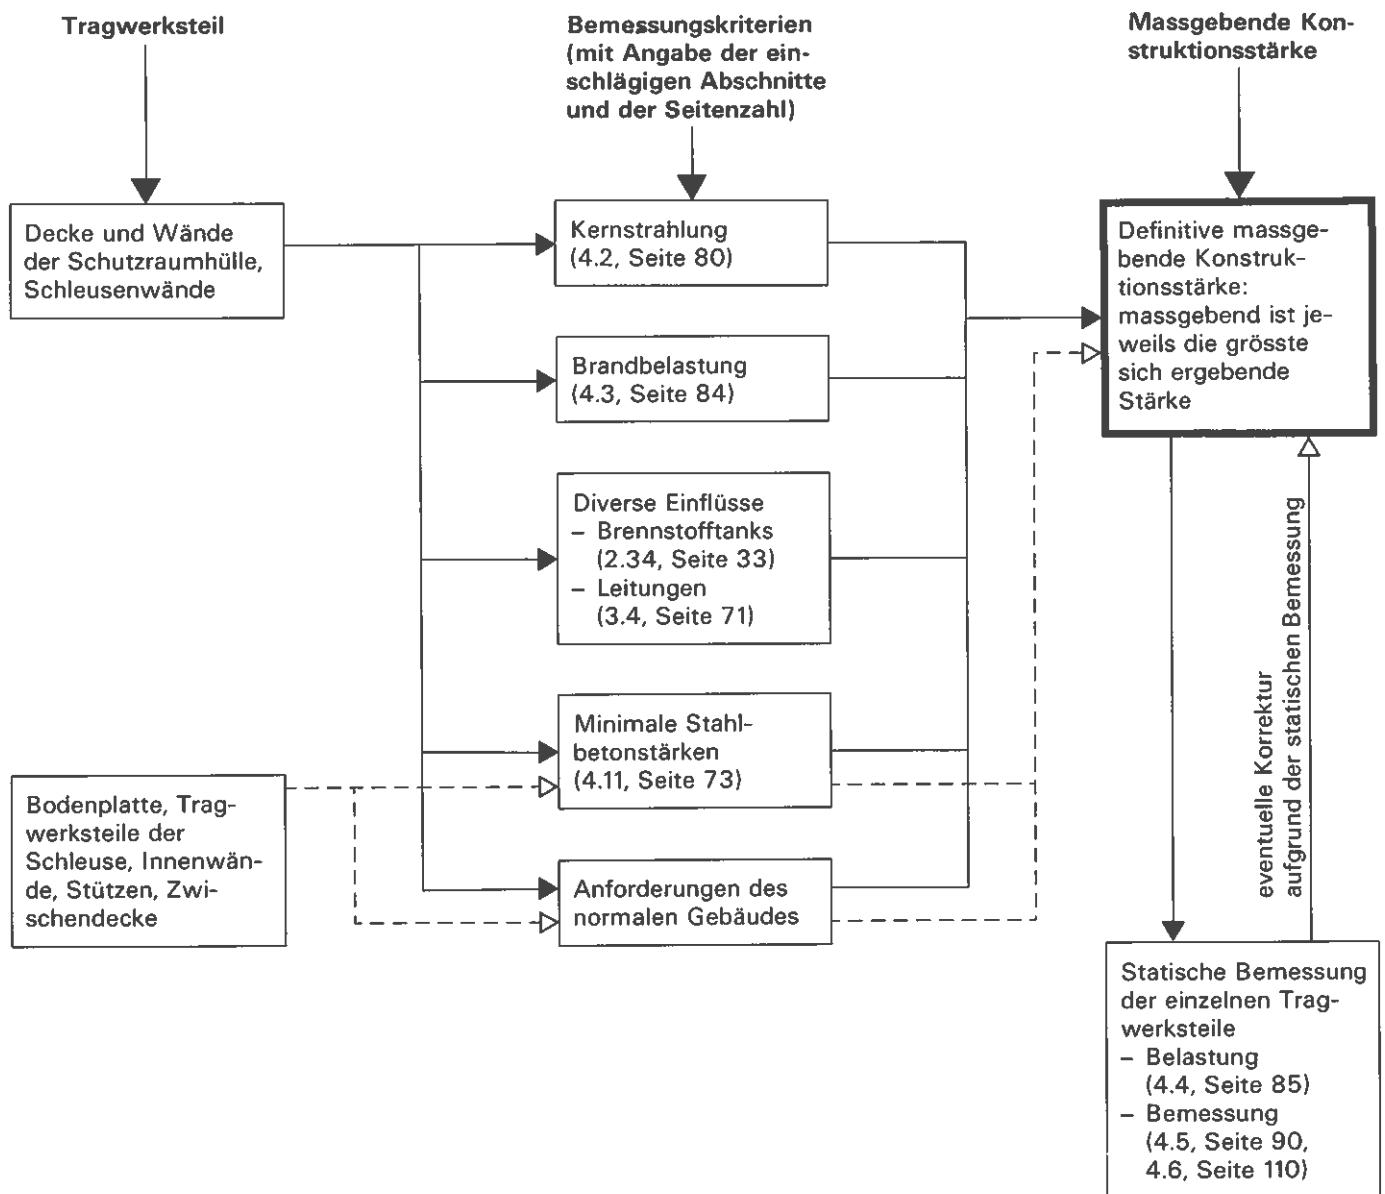 Tragwerksteil
Bemessungskriterien
(mit Angabe der ein-
schlägigen Abschnitte
und der Seitenzahl)
Massgebende Kon-
struktionsstärke
Decke und Wände
der Schutzraumhülle,
Schleusenwände
Kernstrahlung
(4.2, Seite 80)
Definitive massge-
bende Konstruk-
tionsstärke:
massgebend ist je-
weils die grösste
sich ergebende
Stärke
Brandbelastung
(4.3, Seite 84)
Diverse Einflüsse
– Brennstofftanks
(2.34, Seite 33)
– Leitungen
(3.4, Seite 71)
Minimale Stahl-
betonstärken
(4.11, Seite 73)
Bodenplatte, Trag-
werksteile der
Schleuse, Innenwän-
de, Stützen, Zwi-
schendecke
Anforderungen des
normalen Gebäudes
eventuelle Korrektur
aufgrund der statischen Bemessung
Statische Bemessung
der einzelnen Trag-
werksteile
– Belastung
(4.4, Seite 85)
– Bemessung
(4.5, Seite 90,
4.6, Seite 110)